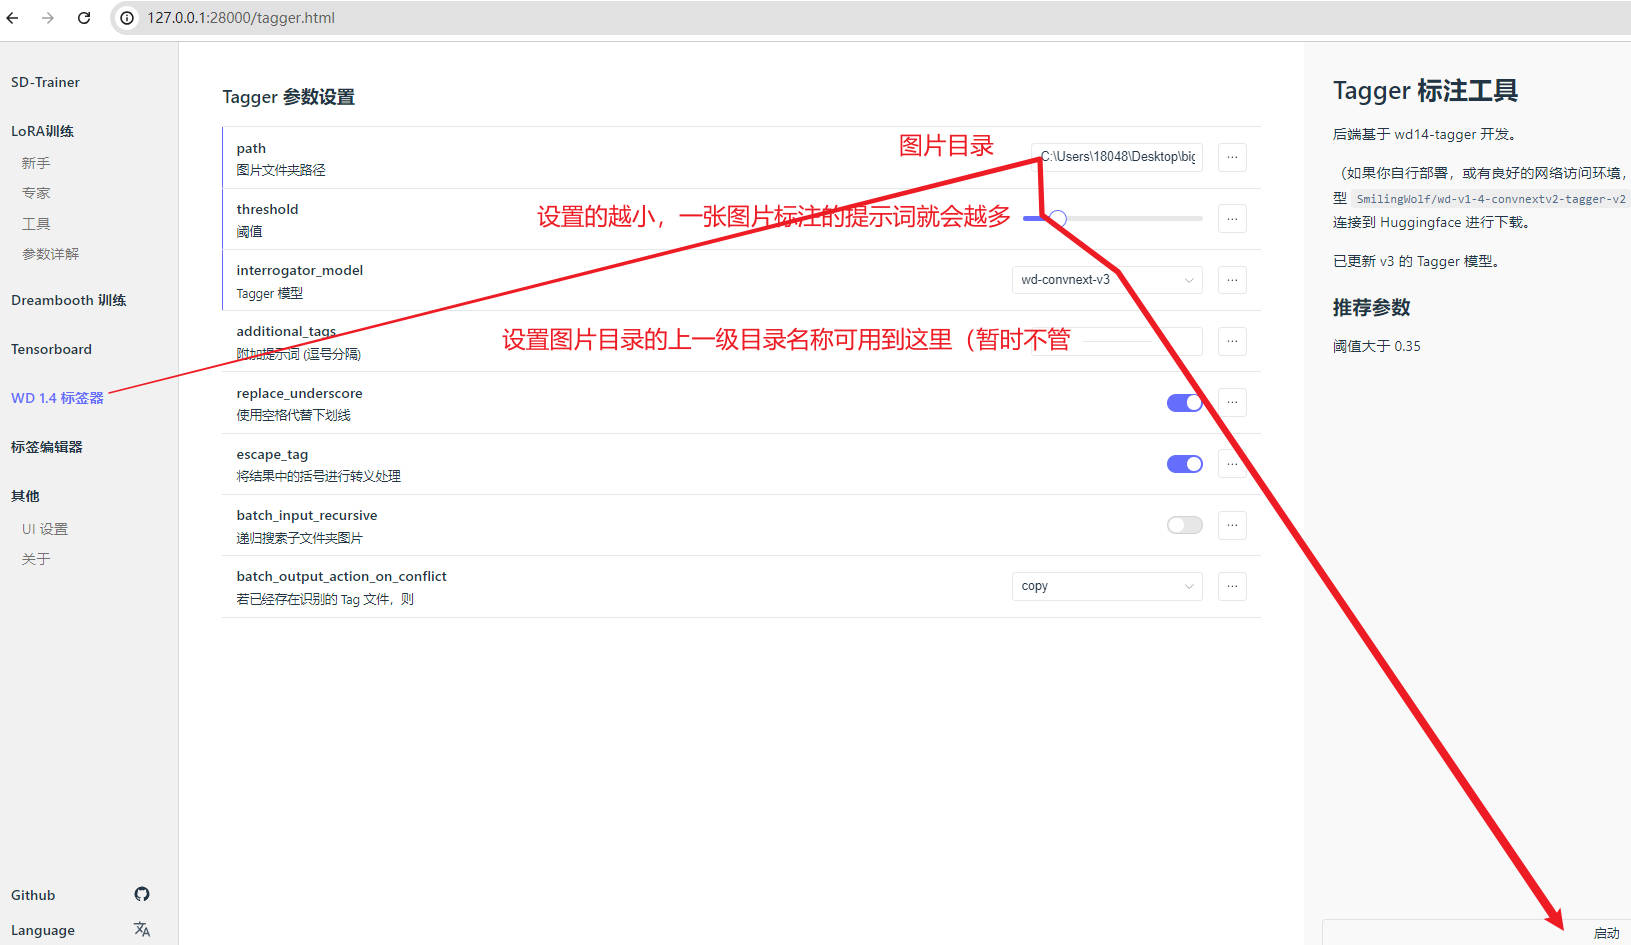 127.0.0.1:28000/tagger.html
SD-Trainer
LoRA训练
新手
专家
工具
参数详解
Dreambooth 训练
Tensorboard
WD 1.4 标签器
标签编辑器
其他
UI 设置
关于
Github
Language
Tagger 参数设置
path
图片文件夹路径
图片目录
C:\Users\18048\Desktop\big
...
threshold
阈值
设置的越小，一张图片标注的提示词就会越多
...
interrogator_model
Tagger 模型
wd-convnext-v3
...
additional_tags
附加提示词 (逗号分隔)
设置图片目录的上一级目录名称可用到这里（暂时不管
...
replace_underscore
使用空格代替下划线
...
escape_tag
将结果中的括号进行转义处理
...
batch_input_recursive
递归搜索子文件夹图片
...
batch_output_action_on_conflict
若已经存在识别的 Tag 文件，则
copy
...
Tagger 标注工具
后端基于 wd14-tagger 开发。
（如果你自行部署，或有良好的网络访问环境，
型 SmilingWolf/wd-v1-4-convnextv2-tagger-v2
连接到 Huggingface 进行下载。
已更新 v3 的 Tagger 模型。
推荐参数
阈值大于 0.35
启动